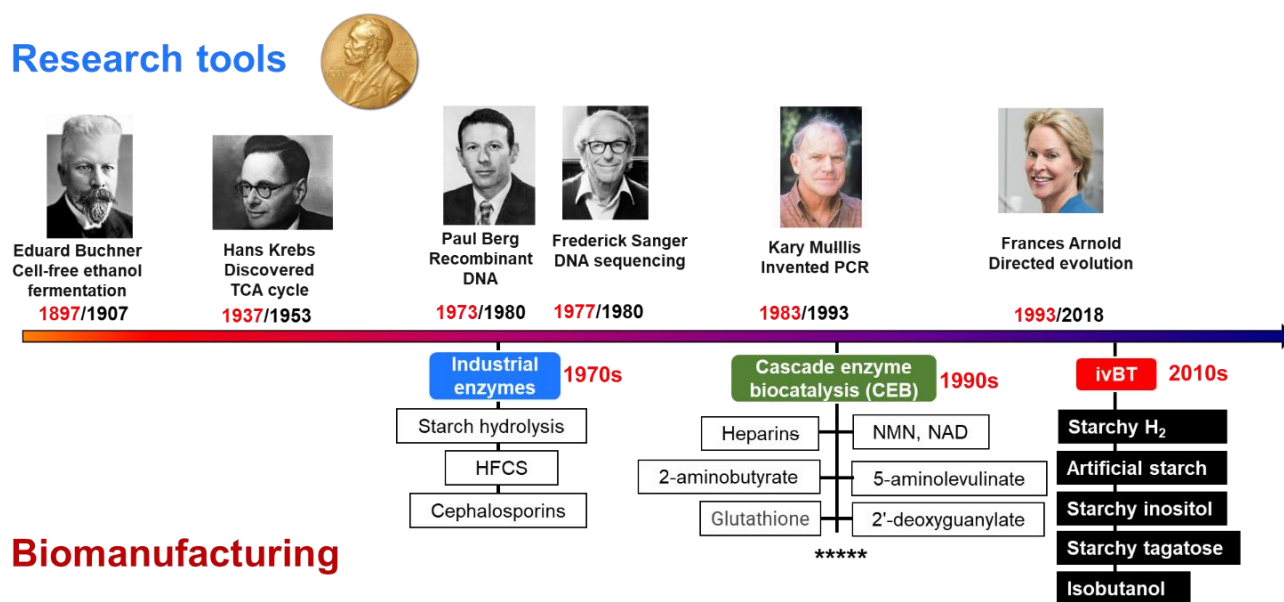 Research tools
Eduard Buchner
Cell-free ethanol
fermentation
1897/1907
Hans Krebs
Discovered
TCA cycle
1937/1953
Paul Berg
Recombinant
DNA
1973/1980
Frederick Sanger
DNA sequencing
1977/1980
Kary Mulllis
Invented PCR
1983/1993
Frances Arnold
Directed evolution
1993/2018
Industrial
enzymes
1970s
Starch hydrolysis
HFCS
Cephalosporins
Cascade enzyme
biocatalysis (CEB)
1990s
Heparins
NMN, NAD
2-aminobutyrate
5-aminolevulinate
Glutathione
2'-deoxyguanylate
*****
ivBT
2010s
Starchy H₂
Artificial starch
Starchy inositol
Starchy tagatose
Isobutanol
Biomanufacturing